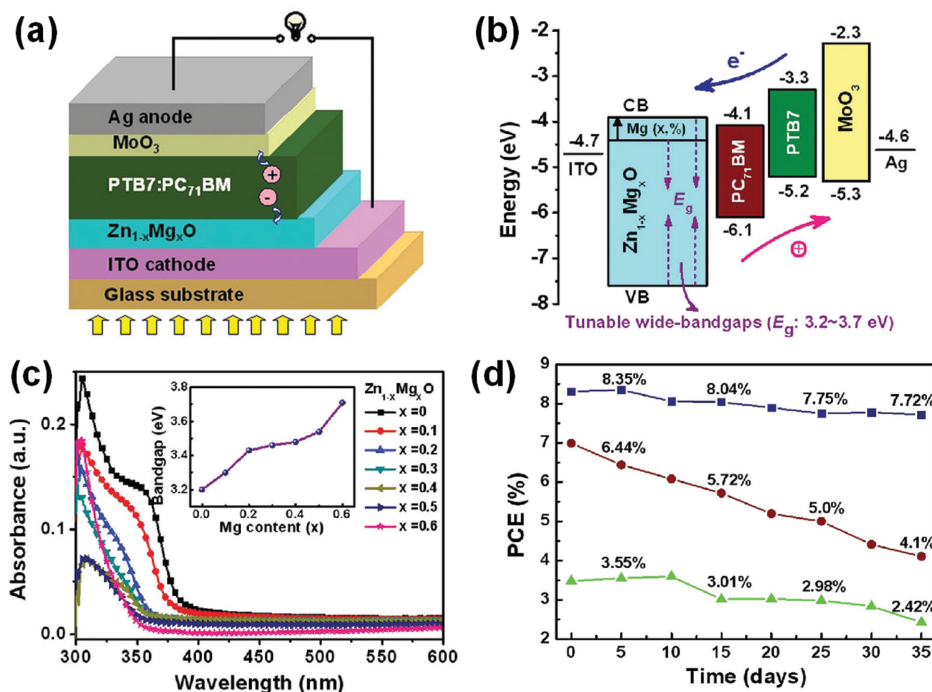 (a)
Ag anode
MoO₃
PTB7:PC₇₁BM
+
-
Zn₁₋ₓMgₓO
ITO cathode
Glass substrate
(b)
Energy (eV)
-2
-3
-4
-5
-6
-7
-8
e⁻
-2.3
-3.3
CB
-4.1
Mg (x,%)
-4.7
ITO
Zn₁₋ₓMgₓO
E_g
PC₇₁BM
PTB7
MoO₃
-4.6
Ag
-5.2
-5.3
-6.1
+
VB
Tunable wide-bandgaps (E_g: 3.2~3.7 eV)
(c)
Absorbance (a.u.)
0.2
0.1
0.0
300 350 400 450 500 550 600
Wavelength (nm)
Bandgap (eV)
3.8
3.6
3.4
3.2
0.0 0.2 0.4 0.6
Mg content (x)
Zn₁₋ₓMgₓO
x =0
x =0.1
x =0.2
x =0.3
x =0.4
x =0.5
x =0.6
(d)
PCE (%)
9
8
7
6
5
4
3
2
8.35% 8.04% 7.75% 7.72%
6.44% 5.72% 5.0% 4.1%
3.55% 3.01% 2.98% 2.42%
0 5 10 15 20 25 30 35
Time (days)